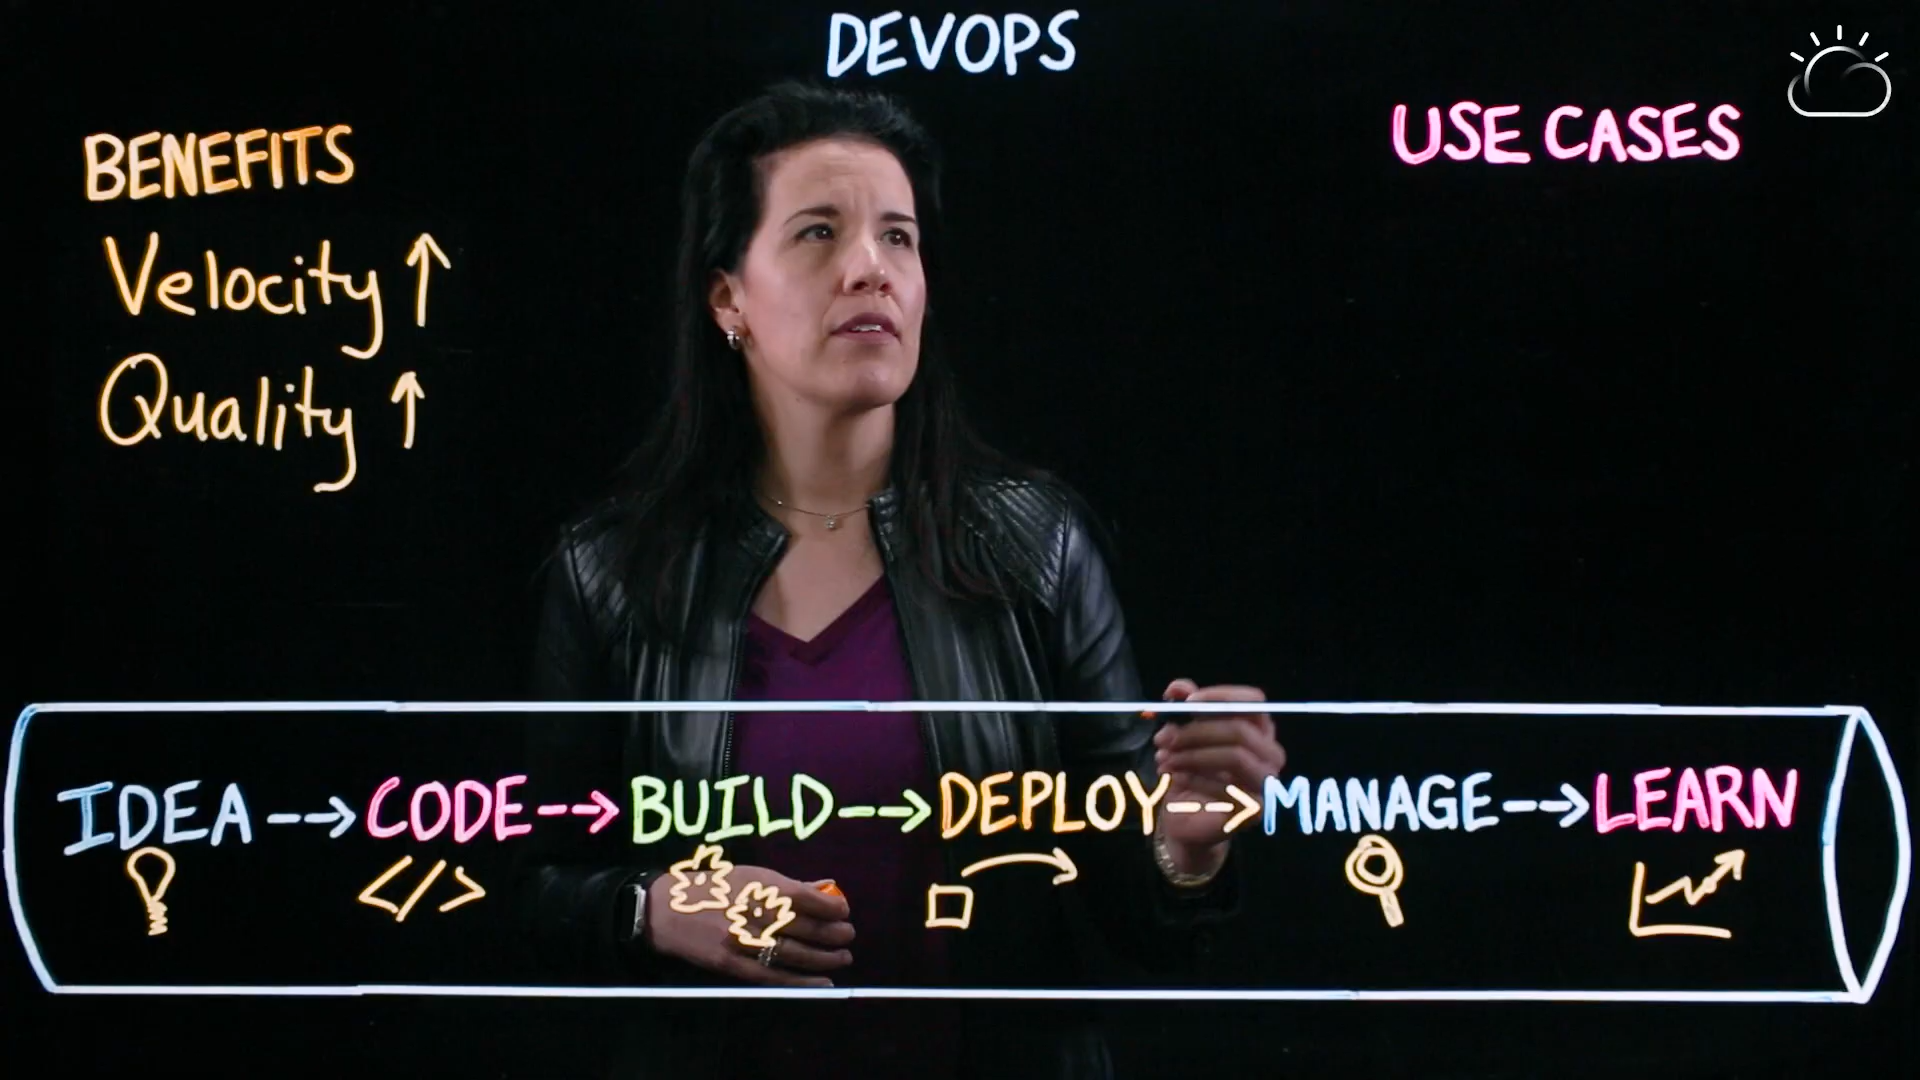 DEVOPS
BENEFITS
Velocity ↑
Quality ↑
USE CASES
IDEA --> CODE --> BUILD --> DEPLOY --> MANAGE --> LEARN
</>